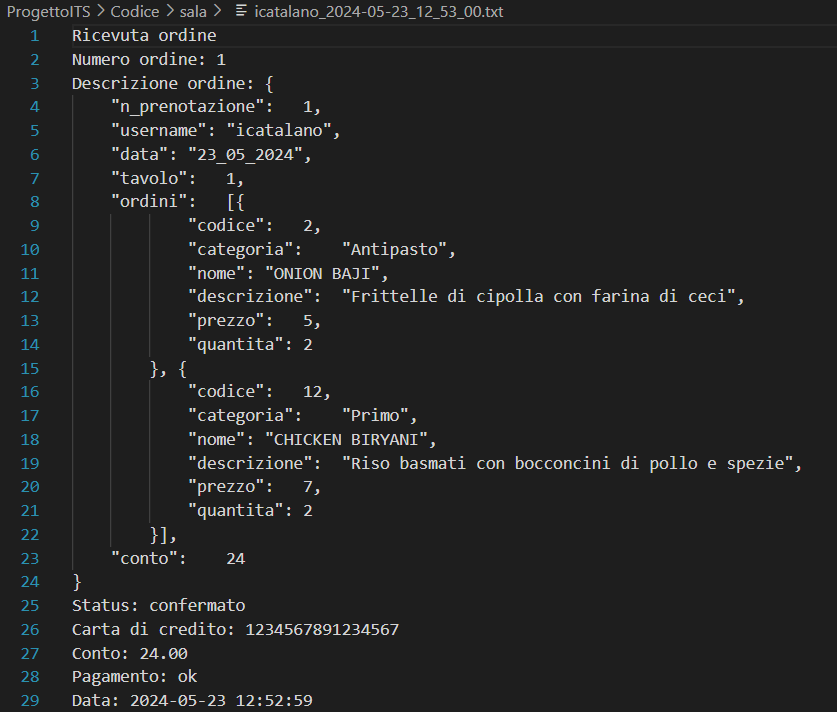 ProgettoITS > Codice > sala > icatalano_2024-05-23_12_53_00.txt
1 Ricevuta ordine
2 Numero ordine: 1
3 Descrizione ordine: {
4     "n_prenotazione":   1,
5     "username": "icatalano",
6     "data": "23_05_2024",
7     "tavolo":   1,
8     "ordini":   [{
9             "codice":   2,
10             "categoria":    "Antipasto",
11             "nome": "ONION BAJI",
12             "descrizione":  "Frittelle di cipolla con farina di ceci",
13             "prezzo":   5,
14             "quantita": 2
15         }, {
16             "codice":   12,
17             "categoria":    "Primo",
18             "nome": "CHICKEN BIRYANI",
19             "descrizione":  "Riso basmati con bocconcini di pollo e spezie",
20             "prezzo":   7,
21             "quantita": 2
22         }],
23     "conto":    24
24 }
25 Status: confermato
26 Carta di credito: 1234567891234567
27 Conto: 24.00
28 Pagamento: ok
29 Data: 2024-05-23 12:52:59